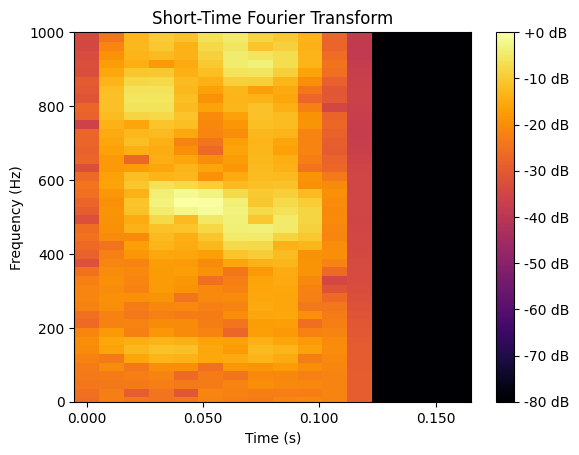 Short-Time Fourier Transform
1000
800
600
400
200
0
Frequency (Hz)
0.000
0.050
0.100
0.150
Time (s)
+0 dB
-10 dB
-20 dB
-30 dB
-40 dB
-50 dB
-60 dB
-70 dB
-80 dB